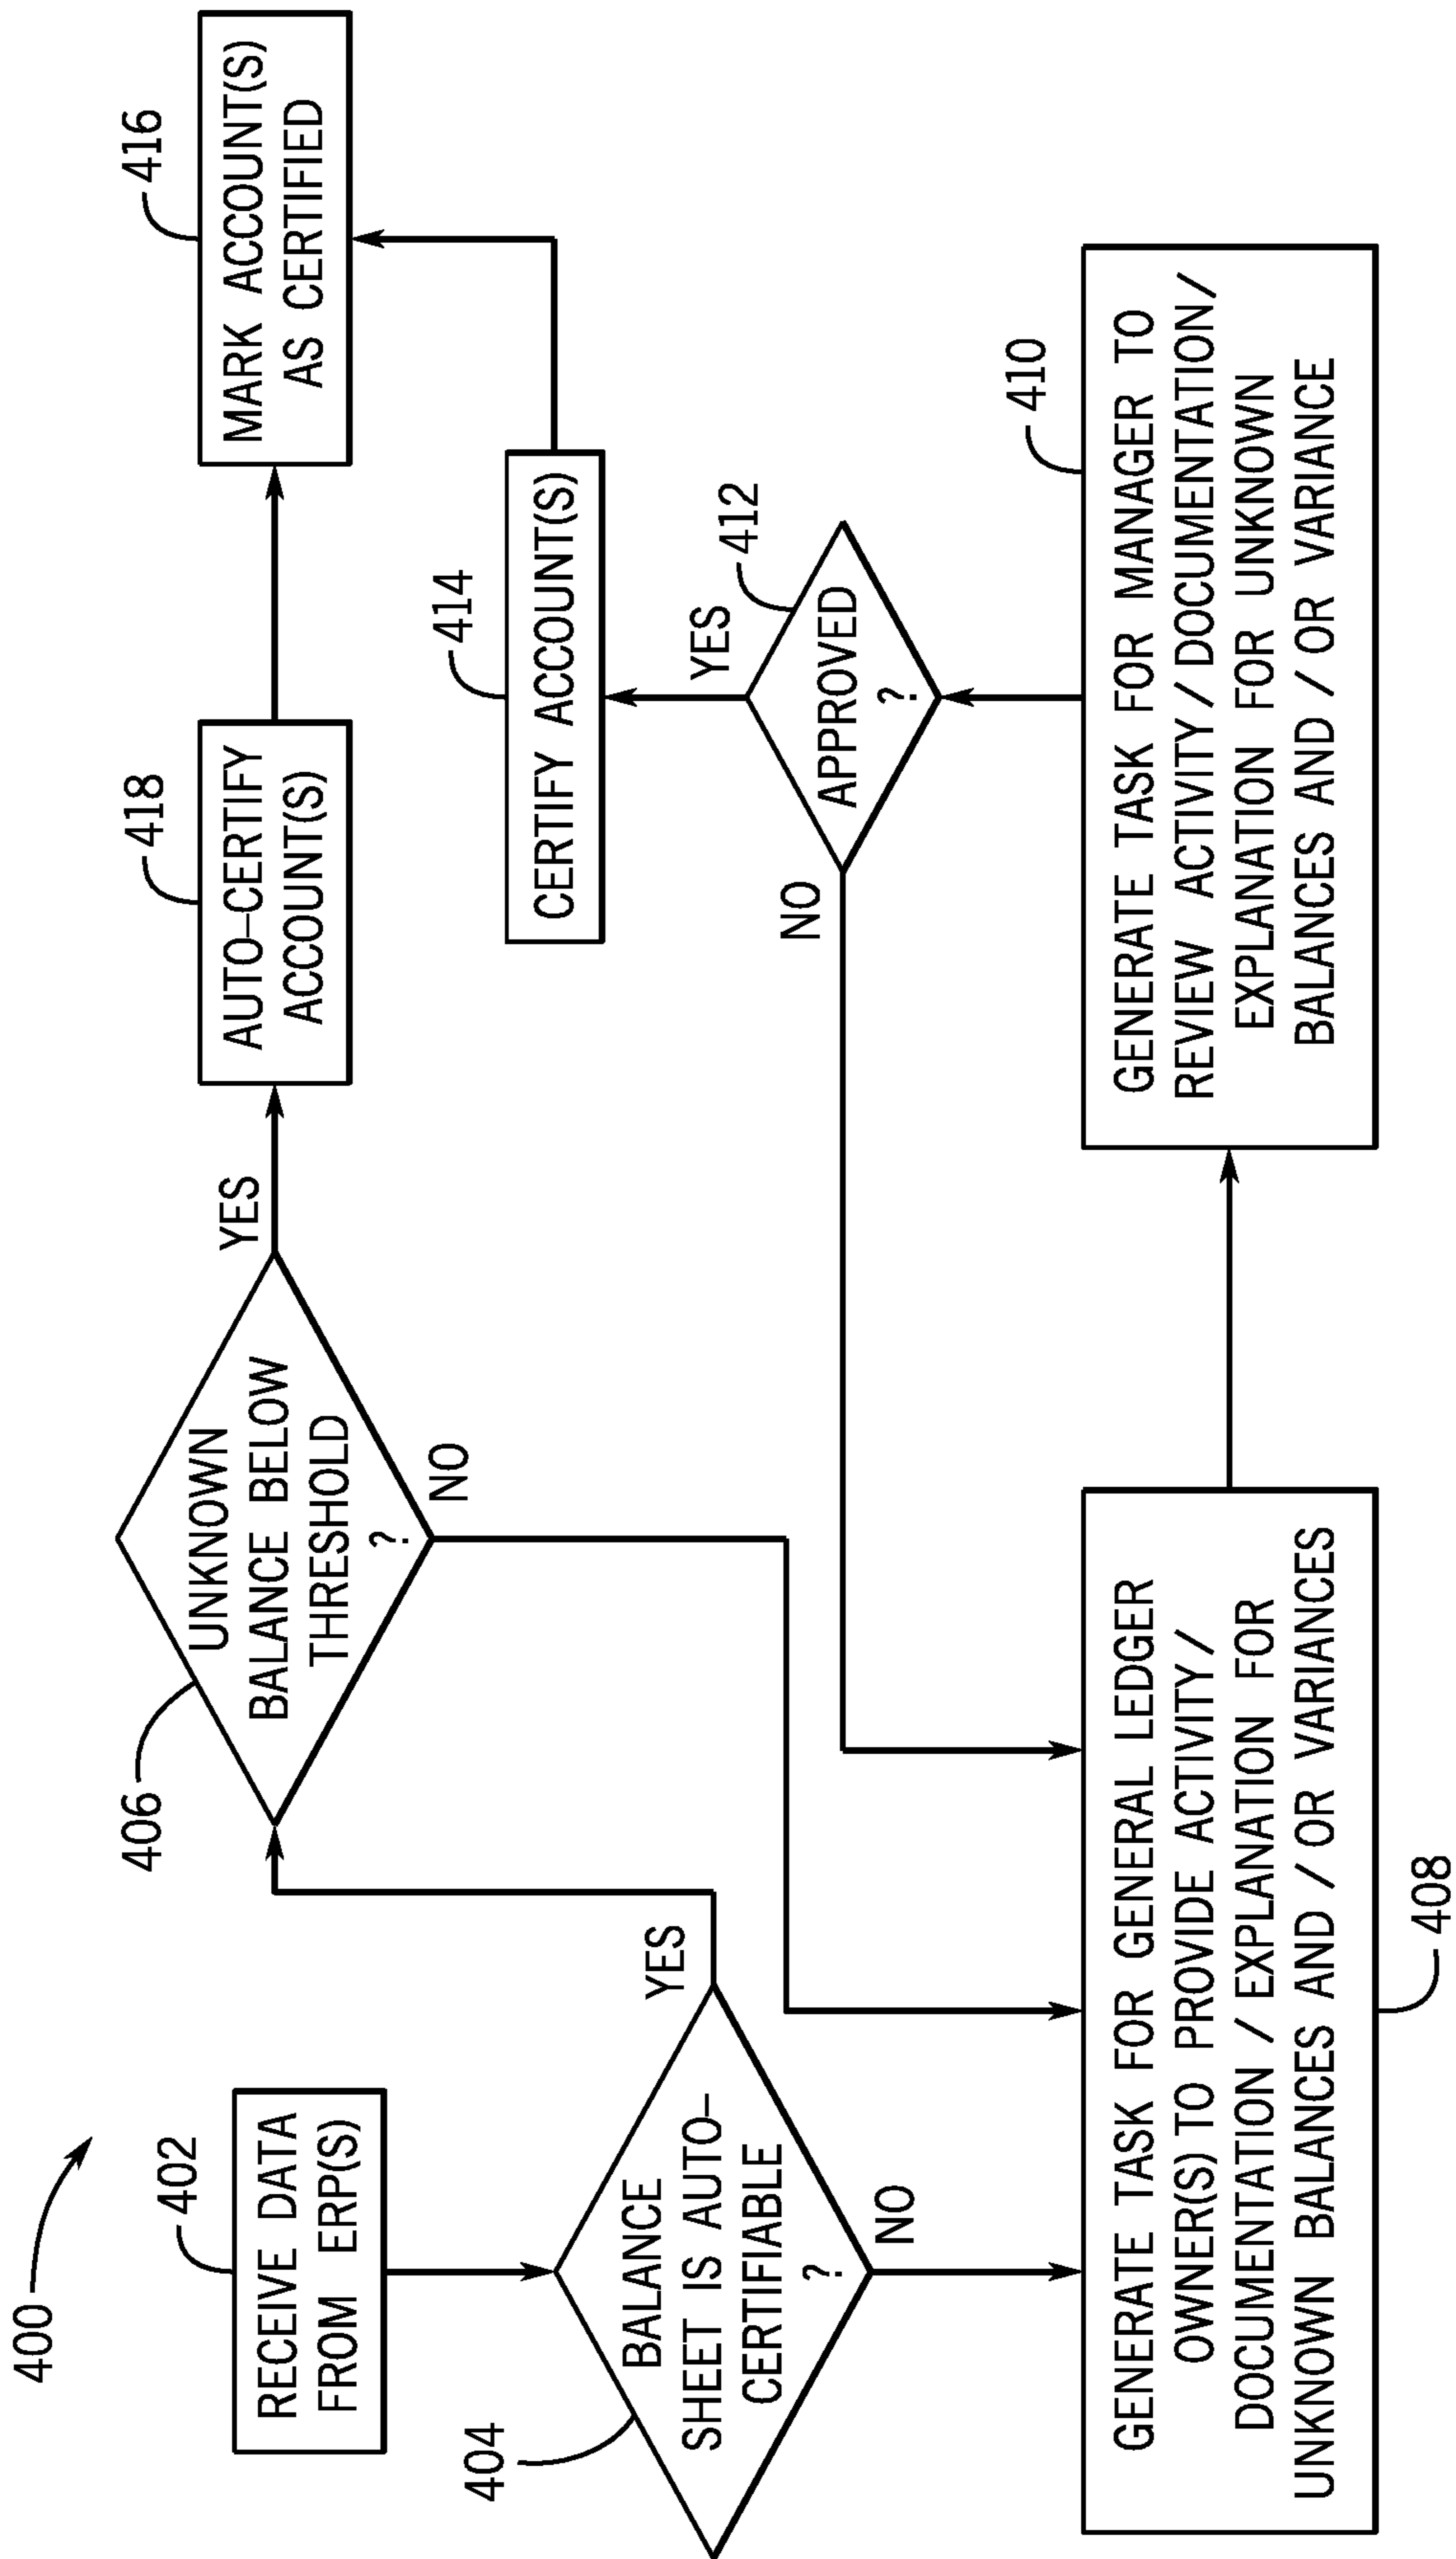 400
402
RECEIVE DATA
FROM ERP(S)
404
BALANCE
SHEET IS AUTO–
CERTIFIABLE
?
YES
NO
406
UNKNOWN
BALANCE BELOW
THRESHOLD
?
YES
NO
418
AUTO–CERTIFY
ACCOUNT(S)
416
MARK ACCOUNT(S)
AS CERTIFIED
414
CERTIFY ACCOUNT(S)
YES
412
APPROVED
?
NO
GENERATE TASK FOR GENERAL LEDGER
OWNER(S) TO PROVIDE ACTIVITY /
DOCUMENTATION / EXPLANATION FOR
UNKNOWN BALANCES AND / OR VARIANCES
408
410
GENERATE TASK FOR MANAGER TO
REVIEW ACTIVITY / DOCUMENTATION /
EXPLANATION FOR UNKNOWN
BALANCES AND / OR VARIANCE